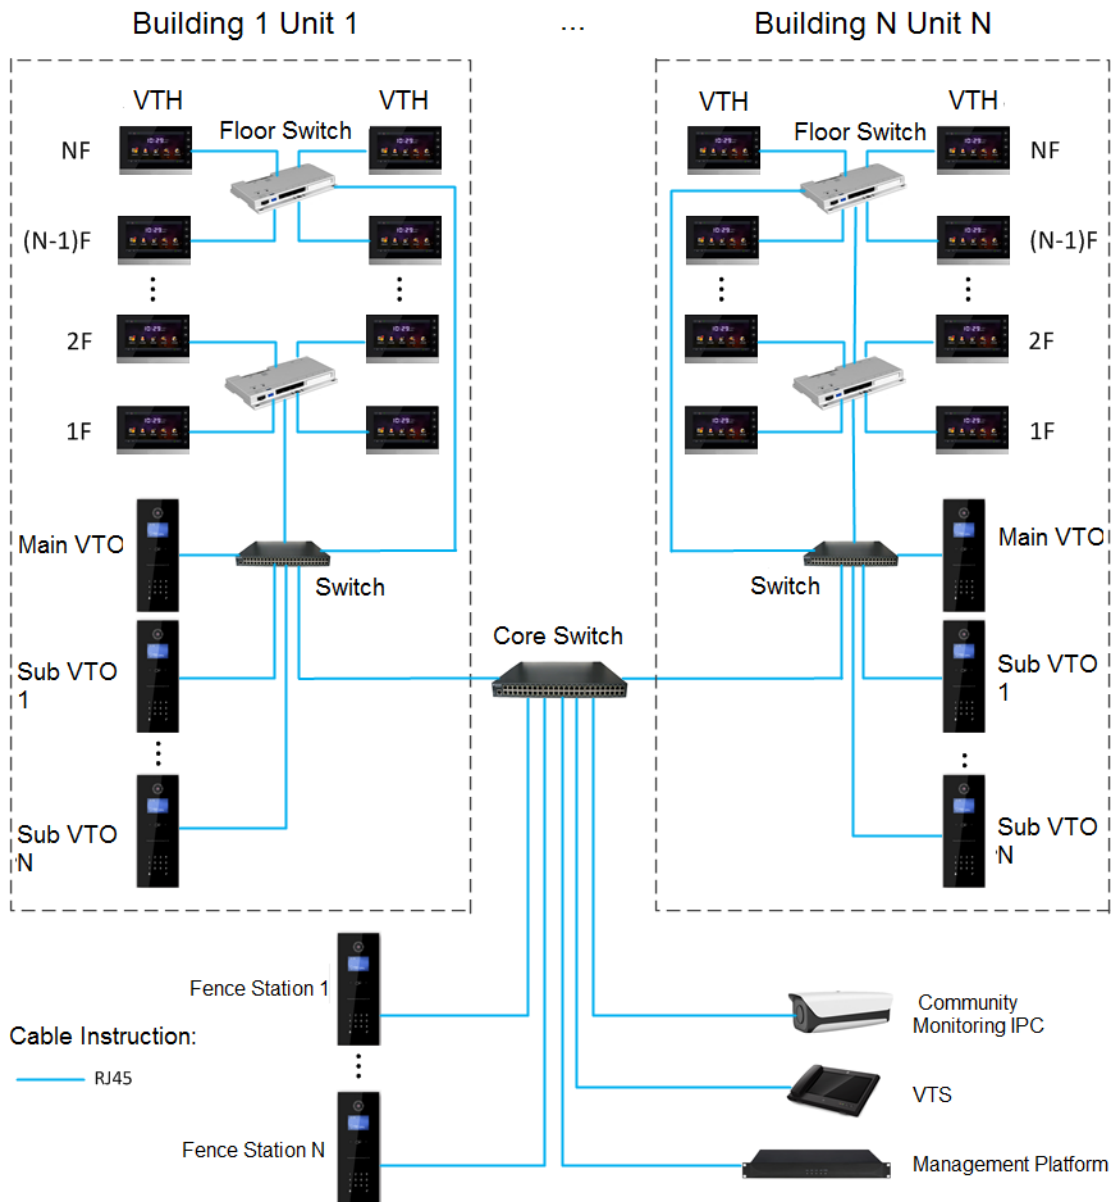 Building 1 Unit 1
...
Building N Unit N
VTH
VTH
Floor Switch
NF
(N-1)F
2F
1F
Main VTO
Switch
Sub VTO
1
Sub VTO
N
VTH
VTH
Floor Switch
NF
(N-1)F
2F
1F
Main VTO
Switch
Sub VTO
1
Sub VTO
N
Core Switch
Fence Station 1
Cable Instruction:
RJ45
Fence Station N
Community
Monitoring IPC
VTS
Management Platform